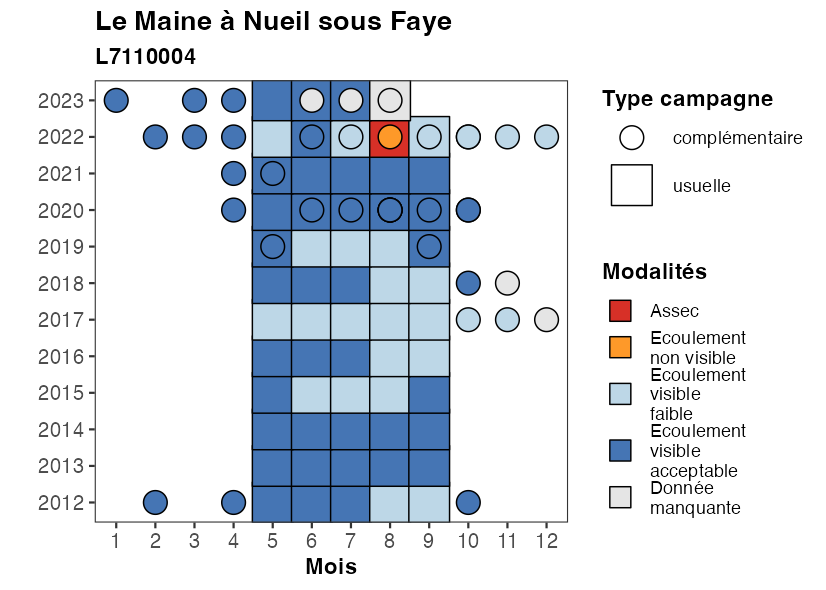 Le Maine à Nueil sous Faye
L7110004
2023
2022
2021
2020
2019
2018
2017
2016
2015
2014
2013
2012
1 2 3 4 5 6 7 8 9 10 11 12
Mois
Type campagne
complémentaire
usuelle
Modalités
Assec
Ecoulement
non visible
Ecoulement
visible
faible
Ecoulement
visible
acceptable
Donnée
manquante